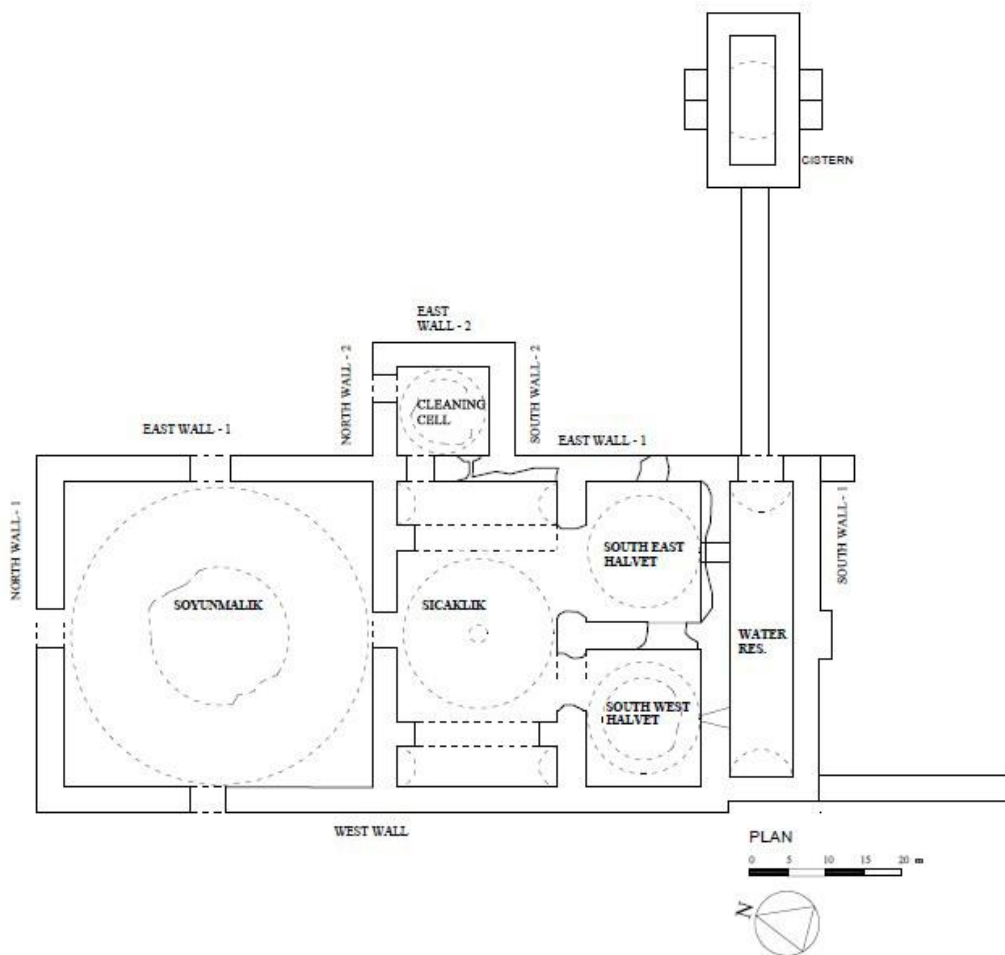 CISTERN
EAST
WALL - 2
NORTH WALL - 2
SOUTH WALL - 2
CLEANING
CELL
EAST WALL - 1
EAST WALL - 1
NORTH WALL - 1
SOUTH WALL - 1
SOUTH EAST
HALVET
SOYUNMALIK
SICAKLIK
WATER
RES.
SOUTH WEST
HALVET
WEST WALL
PLAN
0 5 10 15 20 m
N